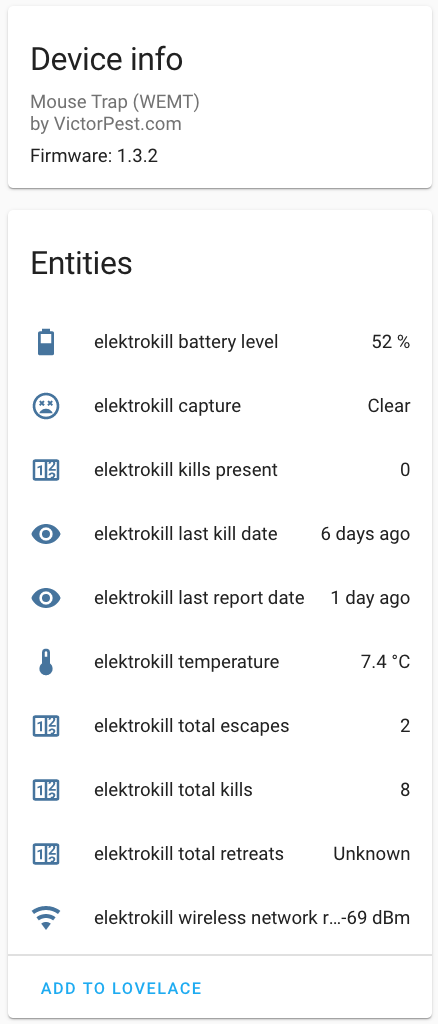 Device info
Mouse Trap (WEMT)
by VictorPest.com
Firmware: 1.3.2
Entities
elektrokill battery level 52 %
elektrokill capture Clear
elektrokill kills present 0
elektrokill last kill date 6 days ago
elektrokill last report date 1 day ago
elektrokill temperature 7.4 °C
elektrokill total escapes 2
elektrokill total kills 8
elektrokill total retreats Unknown
elektrokill wireless network r...-69 dBm
ADD TO LOVELACE